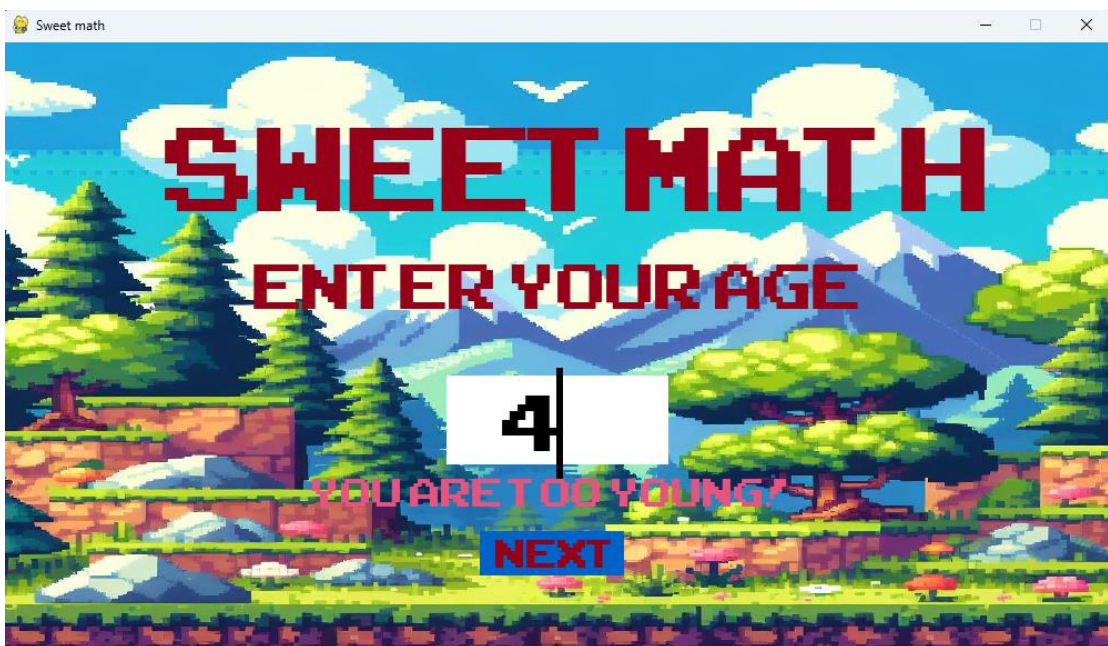 Sweet math
SWEET MATH
ENTER YOUR AGE
4
YOU ARE TOO YOUNG!
NEXT